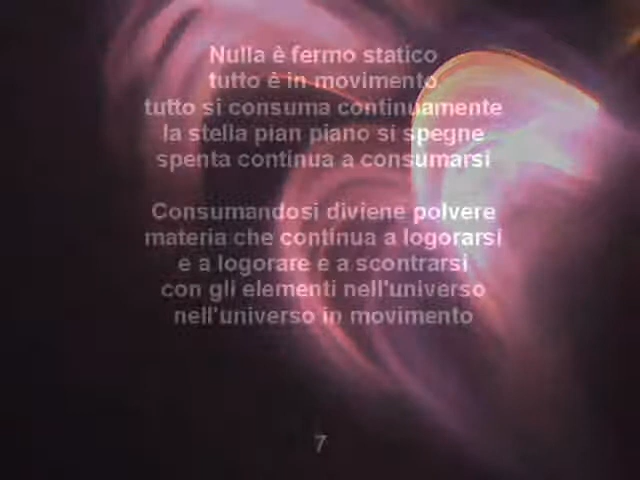 Nulla è fermo statico
tutto è in movimento
tutto si consuma continuamente
la stella pian piano si spegne
spenta continua a consumarsi
Consumandosi diviene polvere
materia che continua a logorarsi
e a logorare e a scontrarsi
con gli elementi nell'universo
nell'universo in movimento
7